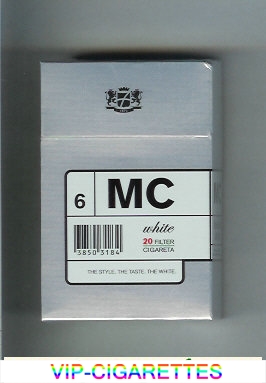 6
MC
white
20 FILTER
CIGARETA
3850 3184
THE STYLE. THE TASTE. THE WHITE.
VIP-CIGARETTES